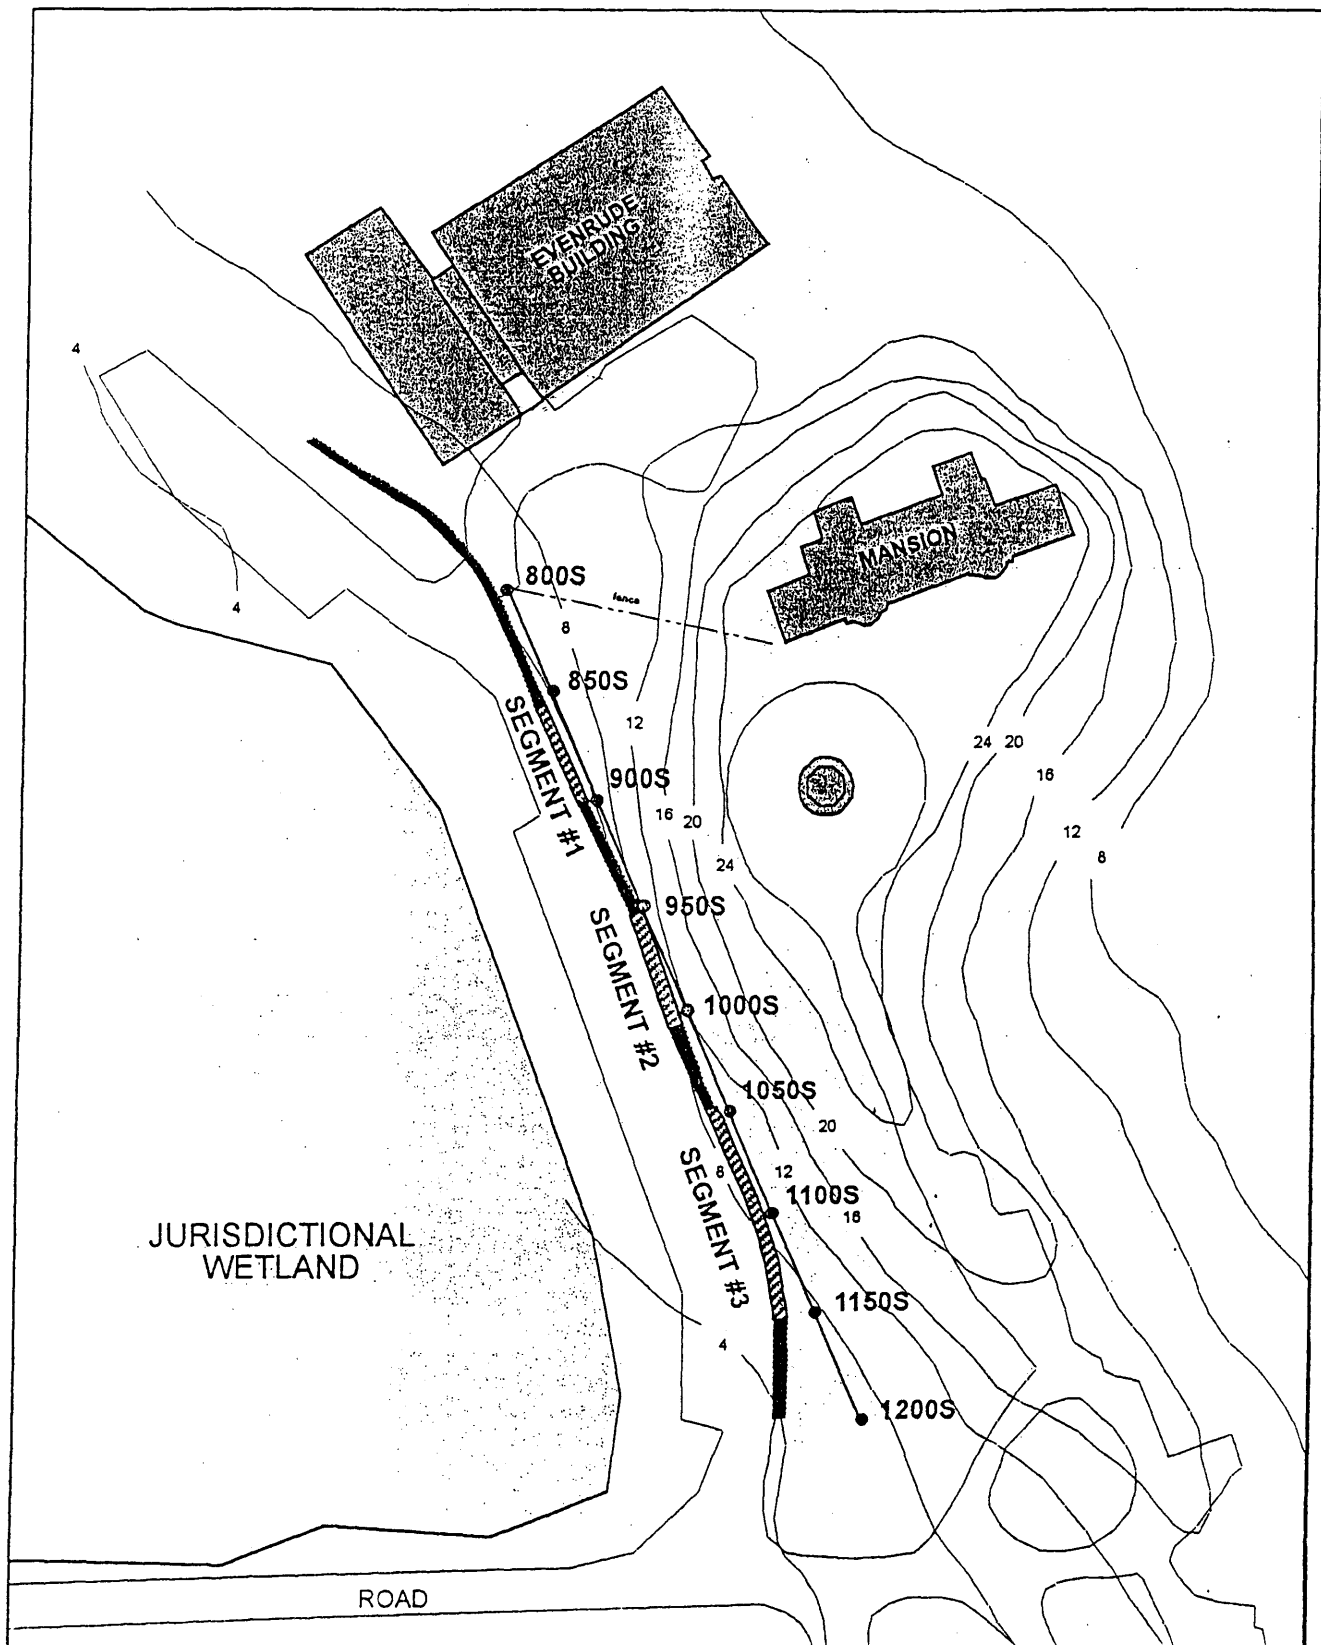 EVENRUDE
BUILDING
4
MANSION
4
800S
fence
8
850S
SEGMENT #1
12
24 20
16
900S
16 20
24
12
8
950S
SEGMENT #2
1000S
1050S
20
8
12
SEGMENT #3
1100S
16
JURISDICTIONAL
WETLAND
1150S
4
1200S
ROAD